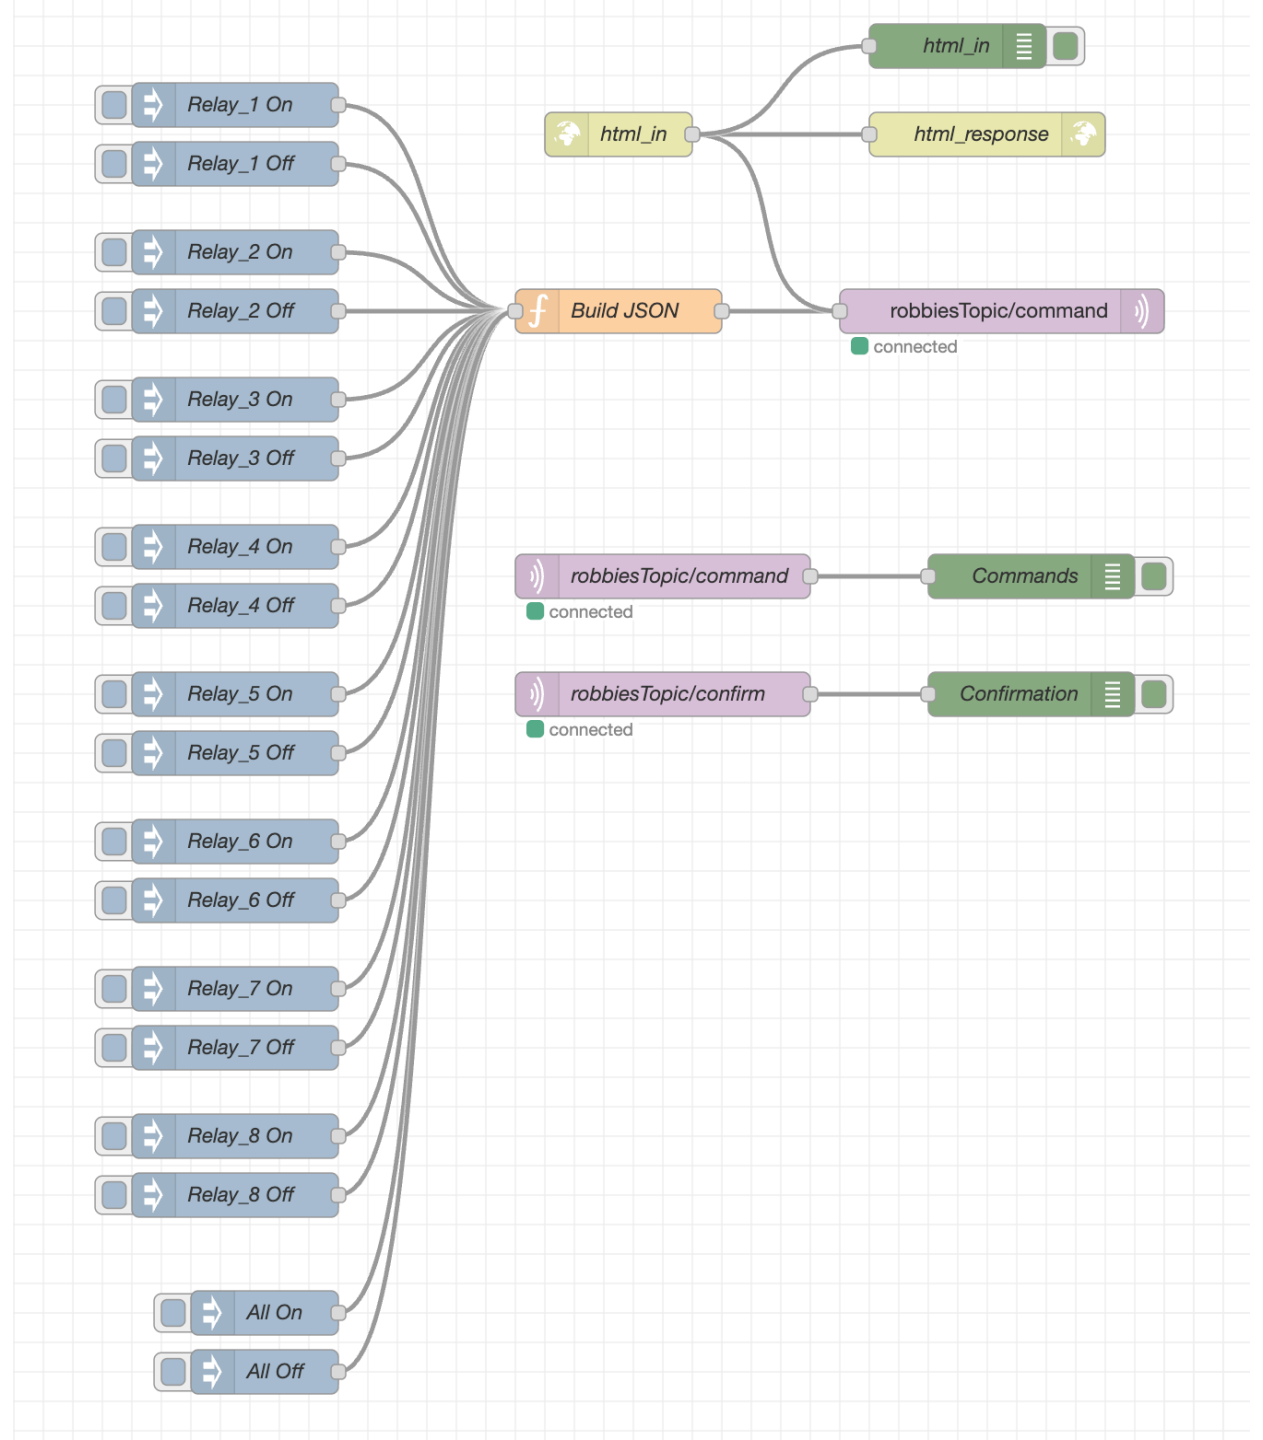 html_in
Relay_1 On
html_in
html_response
Relay_1 Off
Relay_2 On
Relay_2 Off
Build JSON
robbiesTopic/command
connected
Relay_3 On
Relay_3 Off
Relay_4 On
robbiesTopic/command
Commands
connected
Relay_4 Off
Relay_5 On
robbiesTopic/confirm
Confirmation
connected
Relay_5 Off
Relay_6 On
Relay_6 Off
Relay_7 On
Relay_7 Off
Relay_8 On
Relay_8 Off
All On
All Off